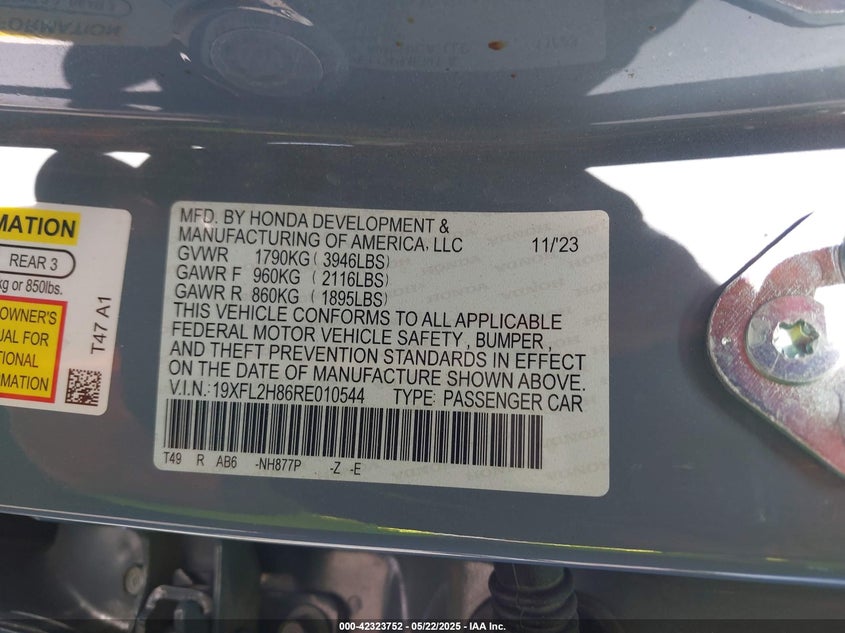 MATION
REAR 3
kg or 850lbs.
OWNER'S
UAL FOR
TIONAL
RMATION
T47 A1
MFD. BY HONDA DEVELOPMENT &
MANUFACTURING OF AMERICA, LLC 11/'23
GVWR 1790KG ( 3946LBS)
GAWR F 960KG ( 2116LBS)
GAWR R 860KG ( 1895LBS)
THIS VEHICLE CONFORMS TO ALL APPLICABLE
FEDERAL MOTOR VEHICLE SAFETY , BUMPER ,
AND THEFT PREVENTION STANDARDS IN EFFECT
ON THE DATE OF MANUFACTURE SHOWN ABOVE.
V.I.N.: 19XFL2H86RE010544 TYPE: PASSENGER CAR
T49 R AB6 -NH877P -Z -E
000-42323752 - 05/22/2025 - IAA Inc.